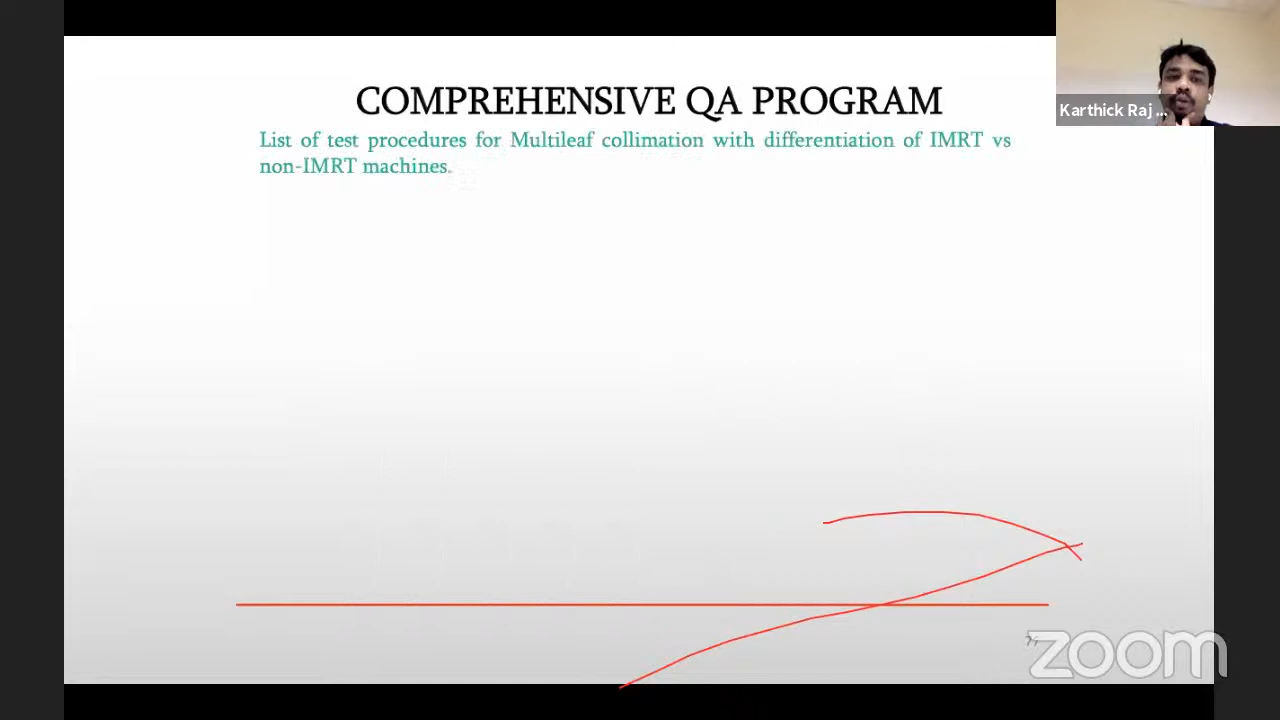 COMPREHENSIVE QA PROGRAM
List of test procedures for Multileaf collimation with differentiation of IMRT vs
non-IMRT machines.
Karthick Raj ...
zoom